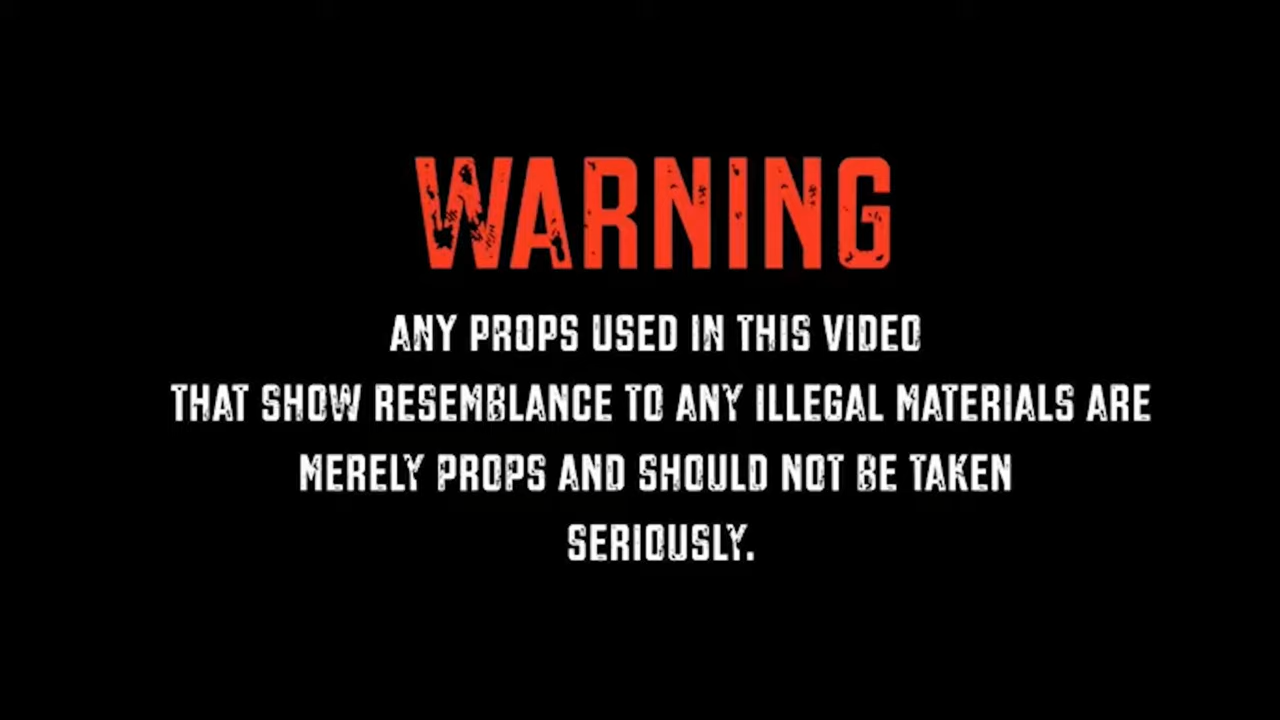 WARNING
ANY PROPS USED IN THIS VIDEO
THAT SHOW RESEMBLANCE TO ANY ILLEGAL MATERIALS ARE
MERELY PROPS AND SHOULD NOT BE TAKEN
SERIOUSLY.